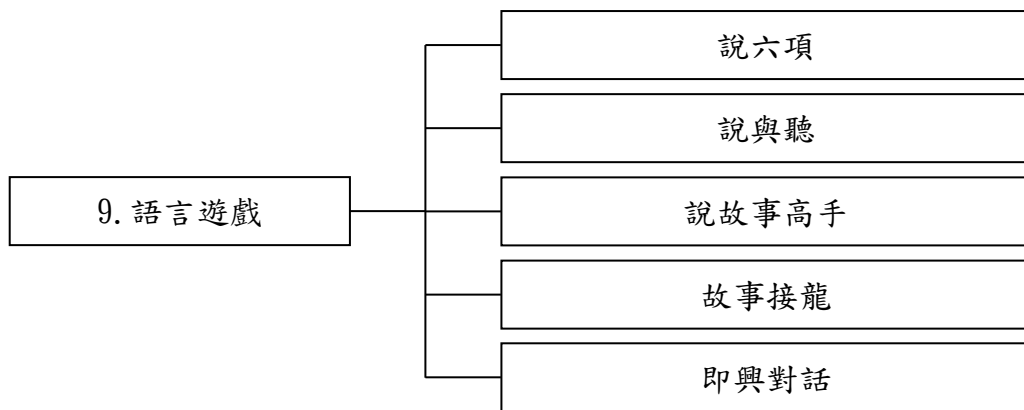 9.語言遊戲
說六項
說與聽
說故事高手
故事接龍
即興對話